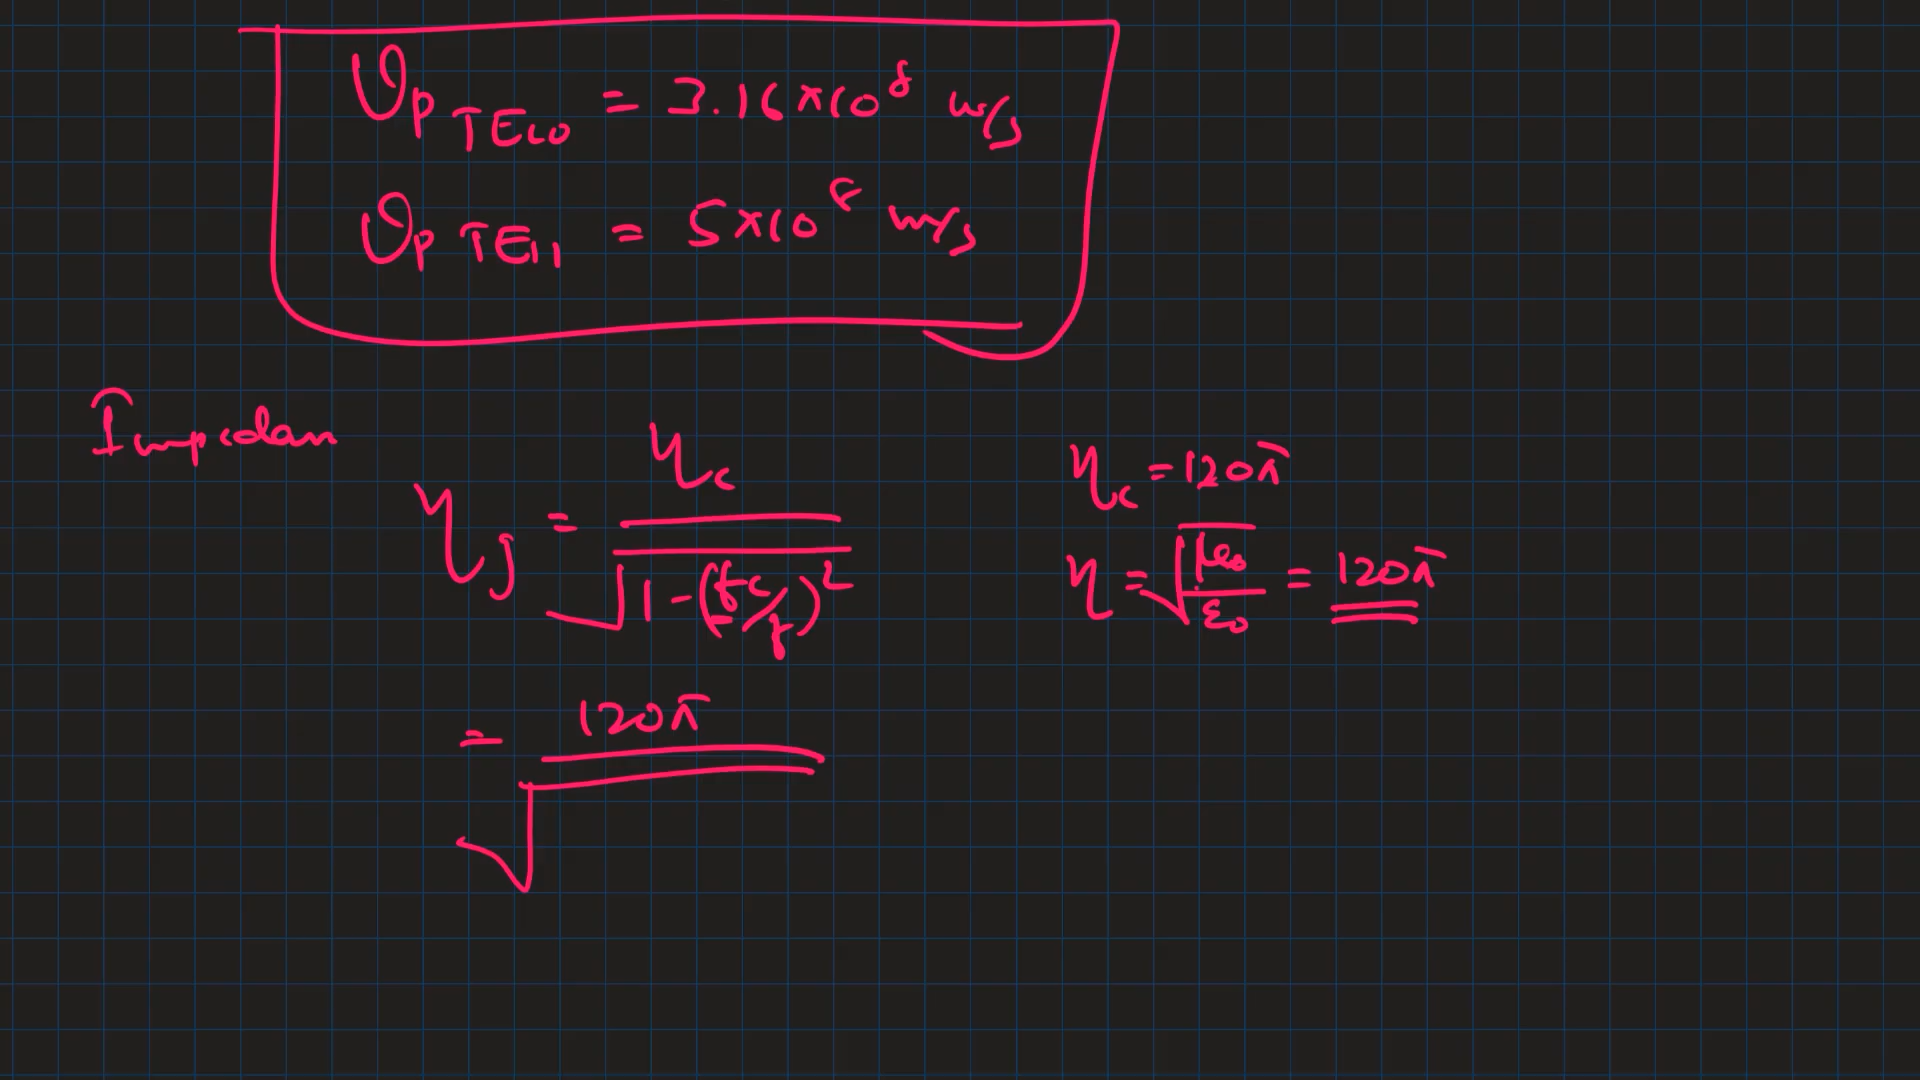 υp TE10 = 3.16×10⁸ m/s
υp TE11 = 5×10⁸ m/s
Impedan
ηg = ηc / √(1-(fc/f)²)
ηc = 120π
η = √(μ0/ε0) = 120π
= 120π / √